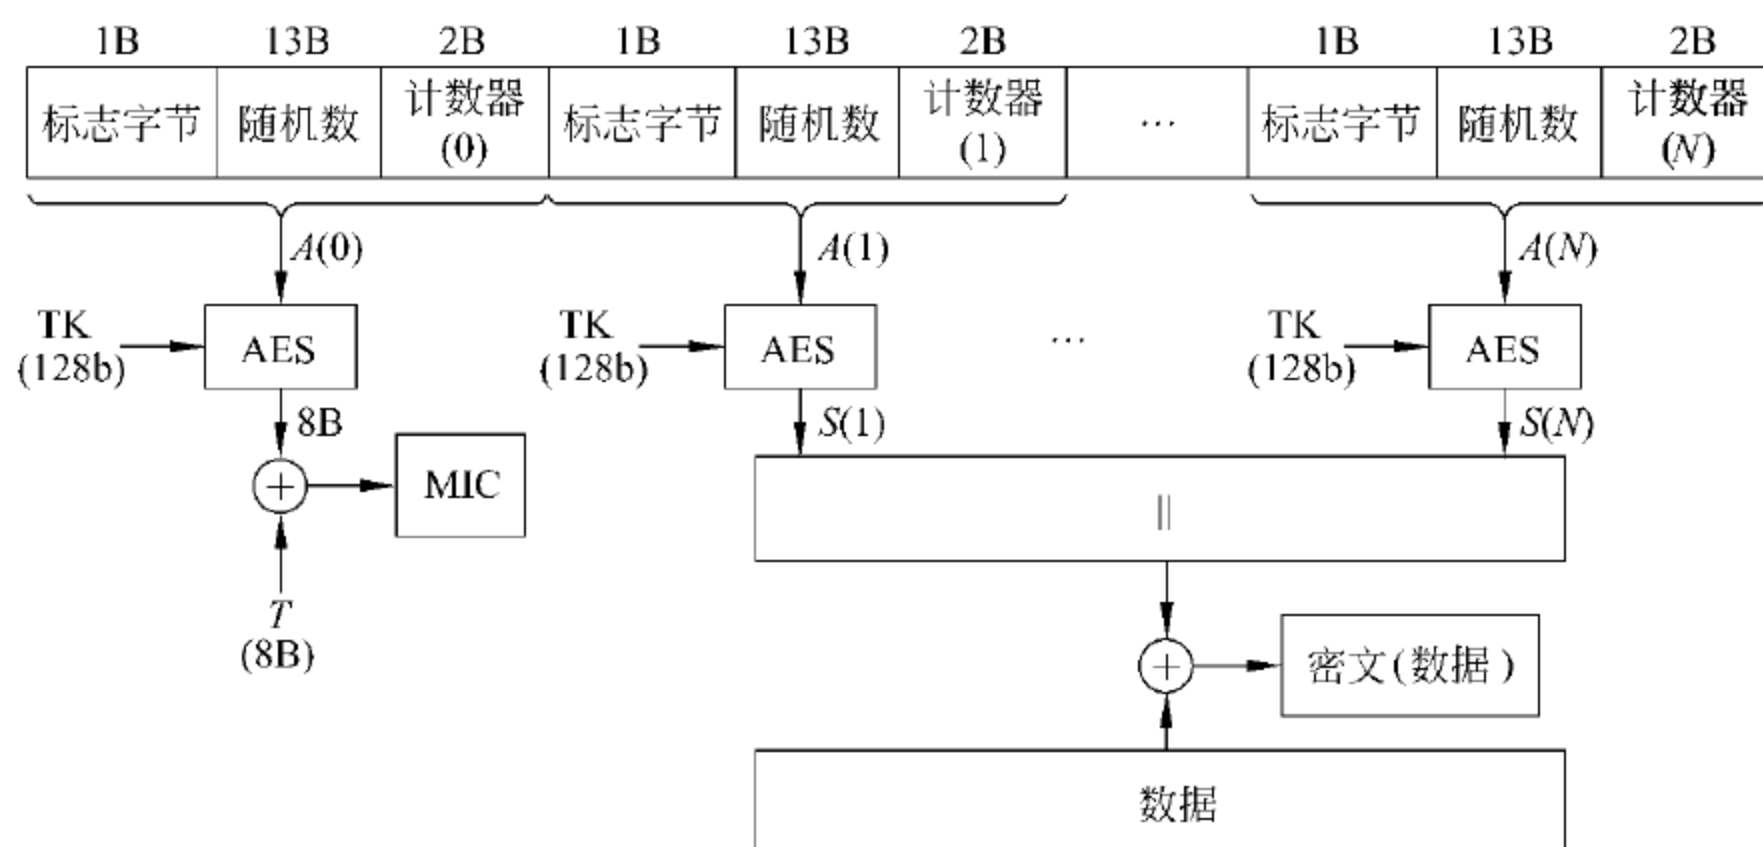 1B 13B 2B 1B 13B 2B 1B 13B 2B
标志字节 随机数 计数器(0) 标志字节 随机数 计数器(1) … 标志字节 随机数 计数器(N)
A(0) A(1) A(N)
TK (128b) AES TK (128b) AES … TK (128b) AES
8B S(1) S(N)
+ MIC
||
T
(8B)
+ 密文(数据)
数据